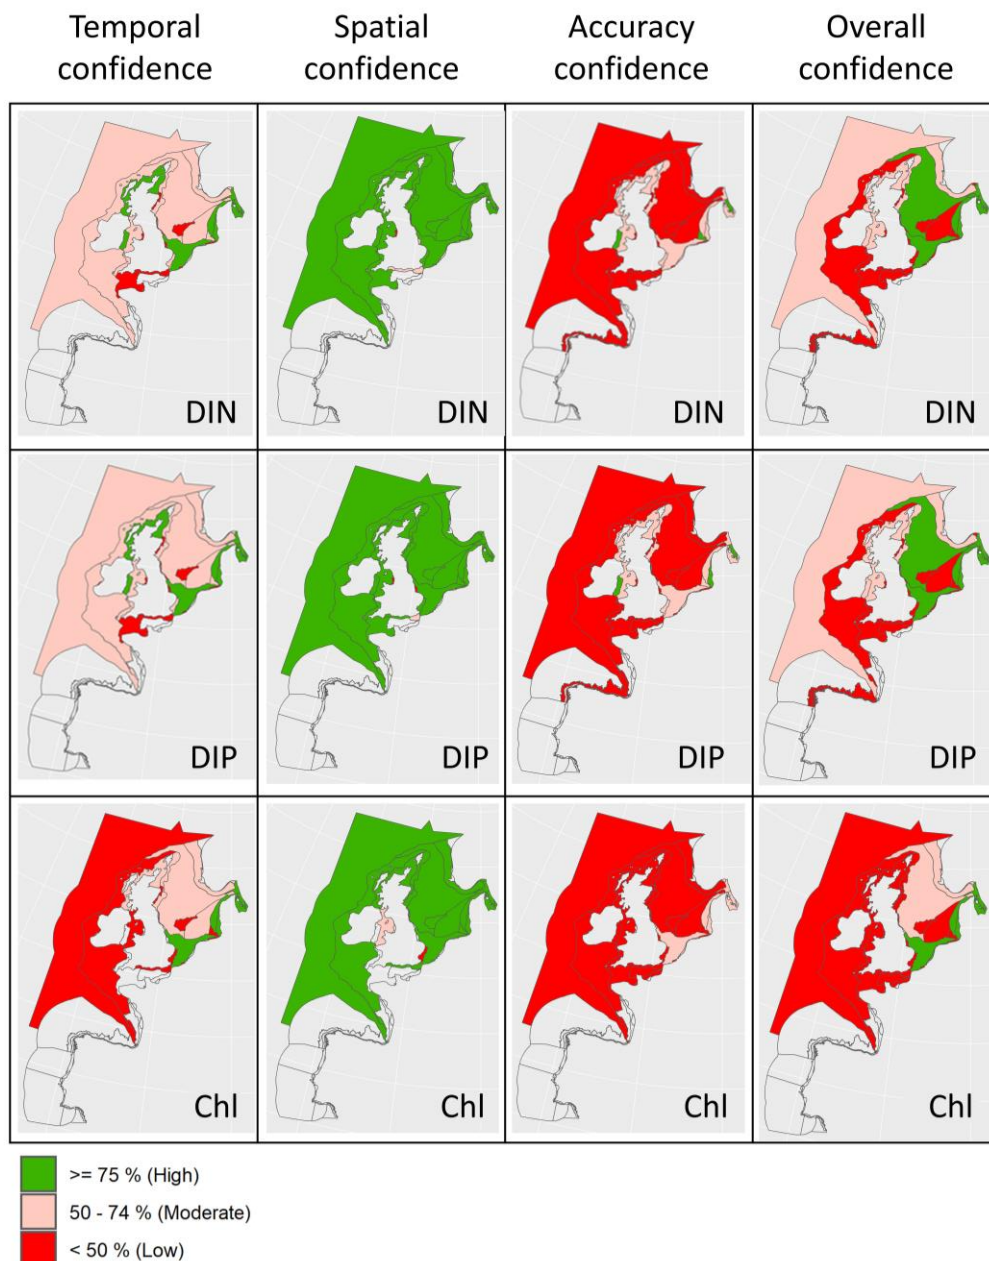 Temporal
confidence
Spatial
confidence
Accuracy
confidence
Overall
confidence
DIN
DIN
DIN
DIN
DIP
DIP
DIP
DIP
Chl
Chl
Chl
Chl
>= 75 % (High)
50 - 74 % (Moderate)
< 50 % (Low)